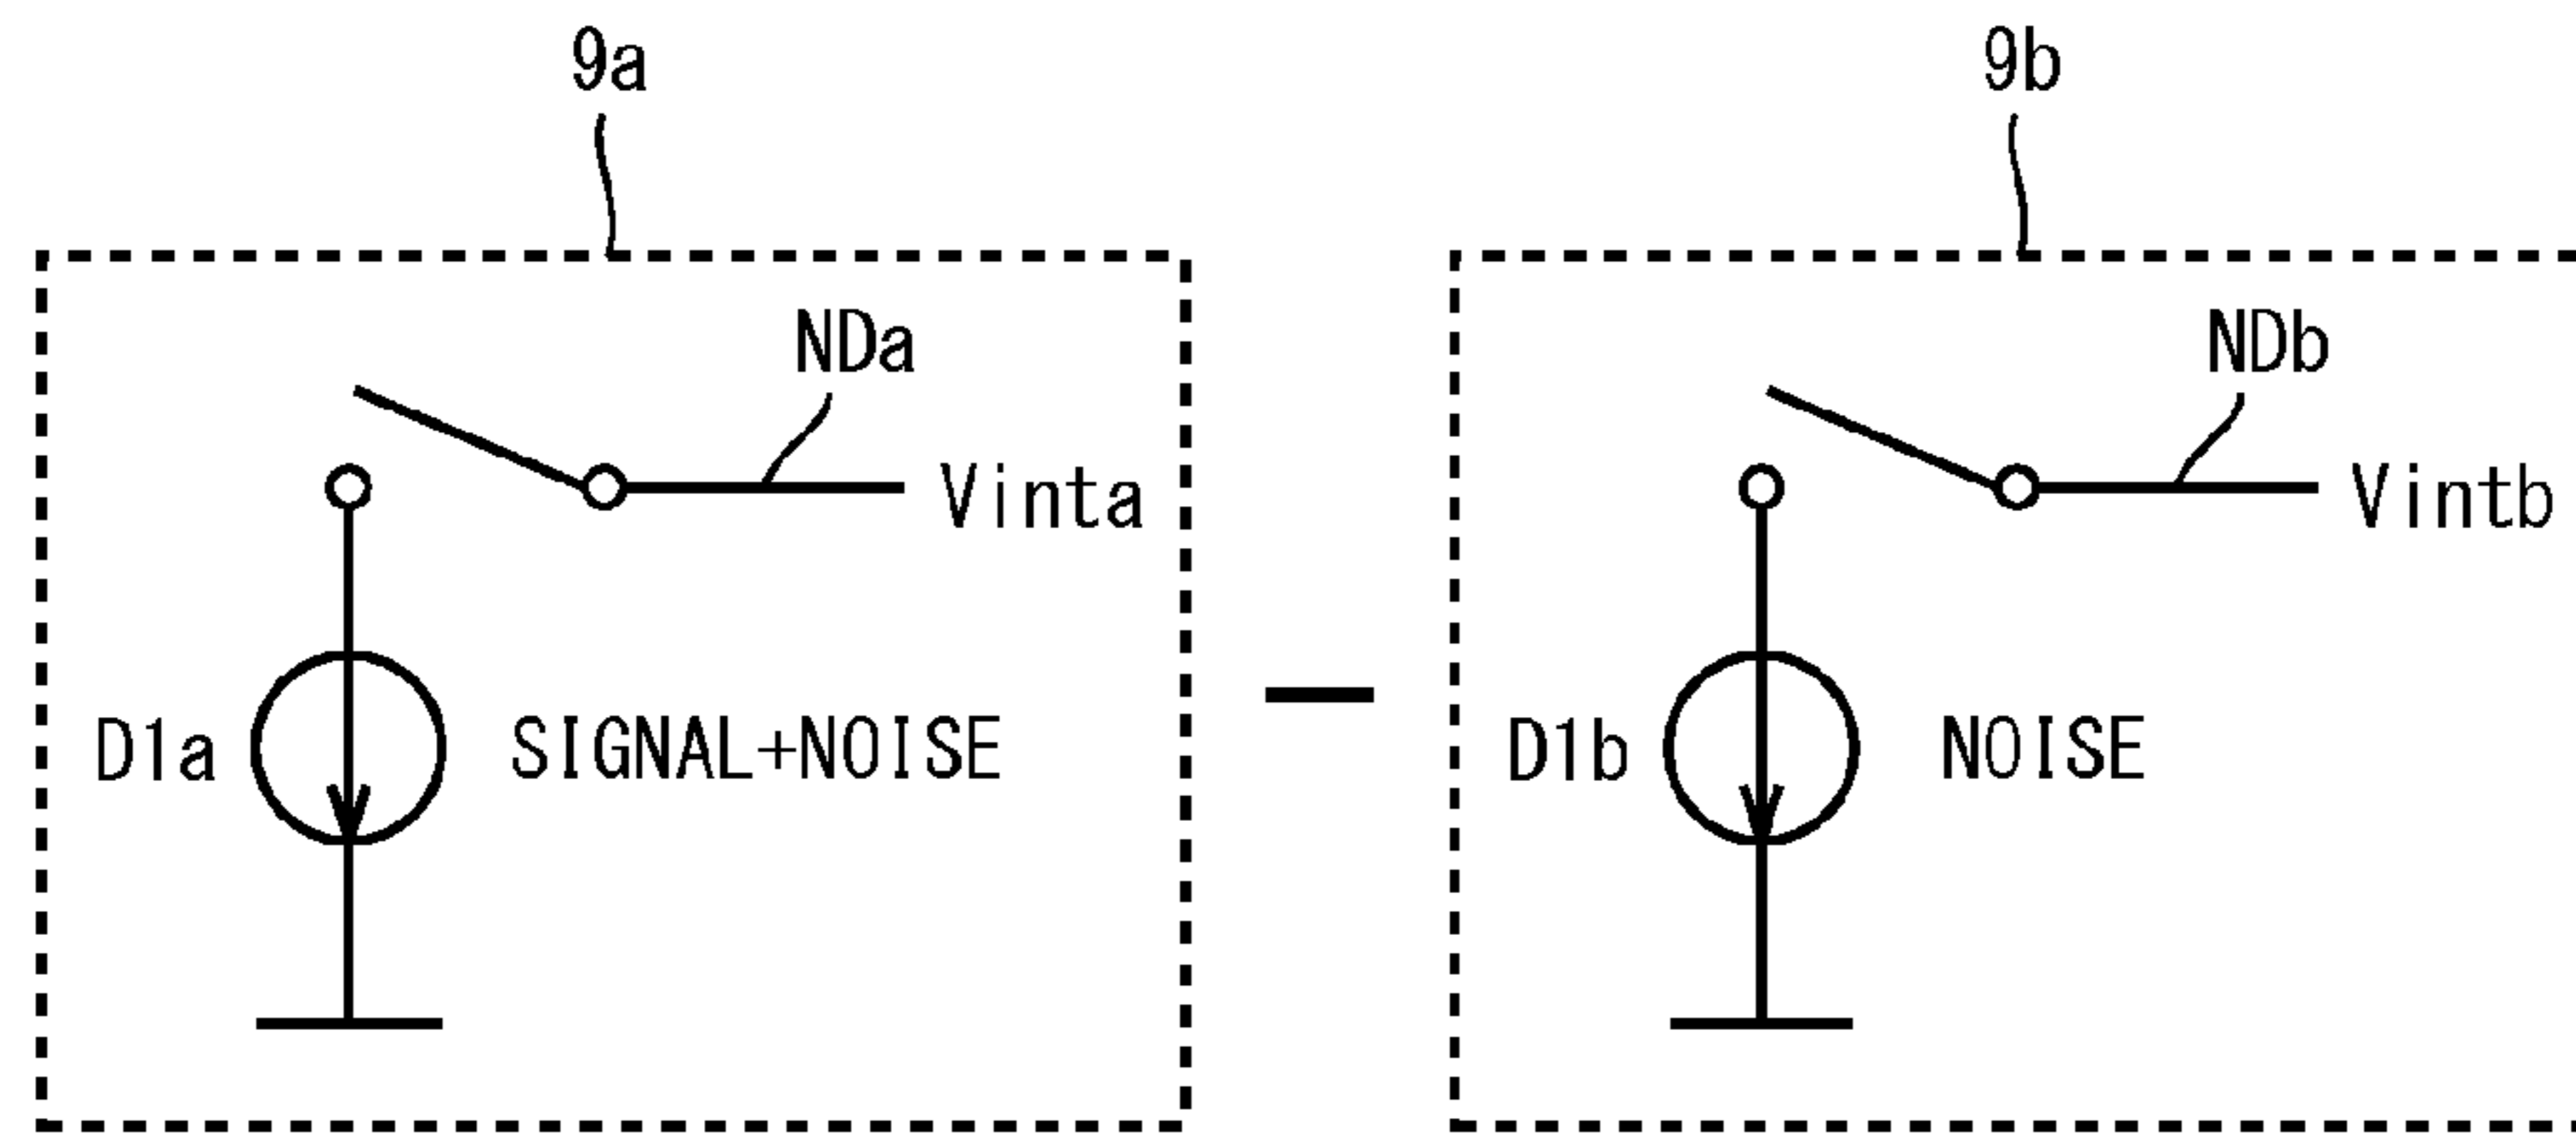 9a
9b
NDa
NDb
Vinta
Vintb
D1a
SIGNAL+NOISE
D1b
NOISE